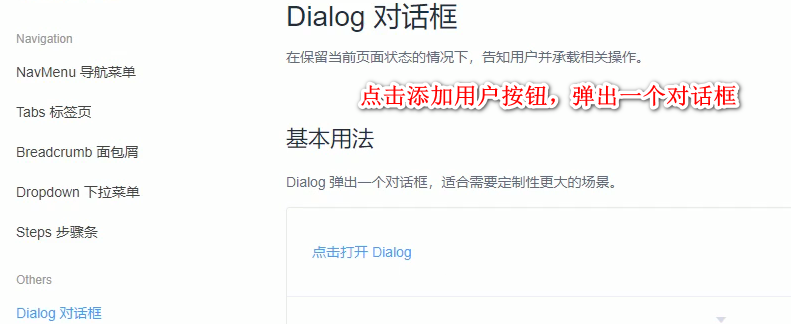 Dialog 对话框
Navigation
在保留当前页面状态的情况下，告知用户并承载相关操作。
NavMenu 导航菜单
点击添加用户按钮，弹出一个对话框
Tabs 标签页
基本用法
Breadcrumb 面包屑
Dialog 弹出一个对话框，适合需要定制性更大的场景。
Dropdown 下拉菜单
Steps 步骤条
点击打开 Dialog
Others
Dialog 对话框